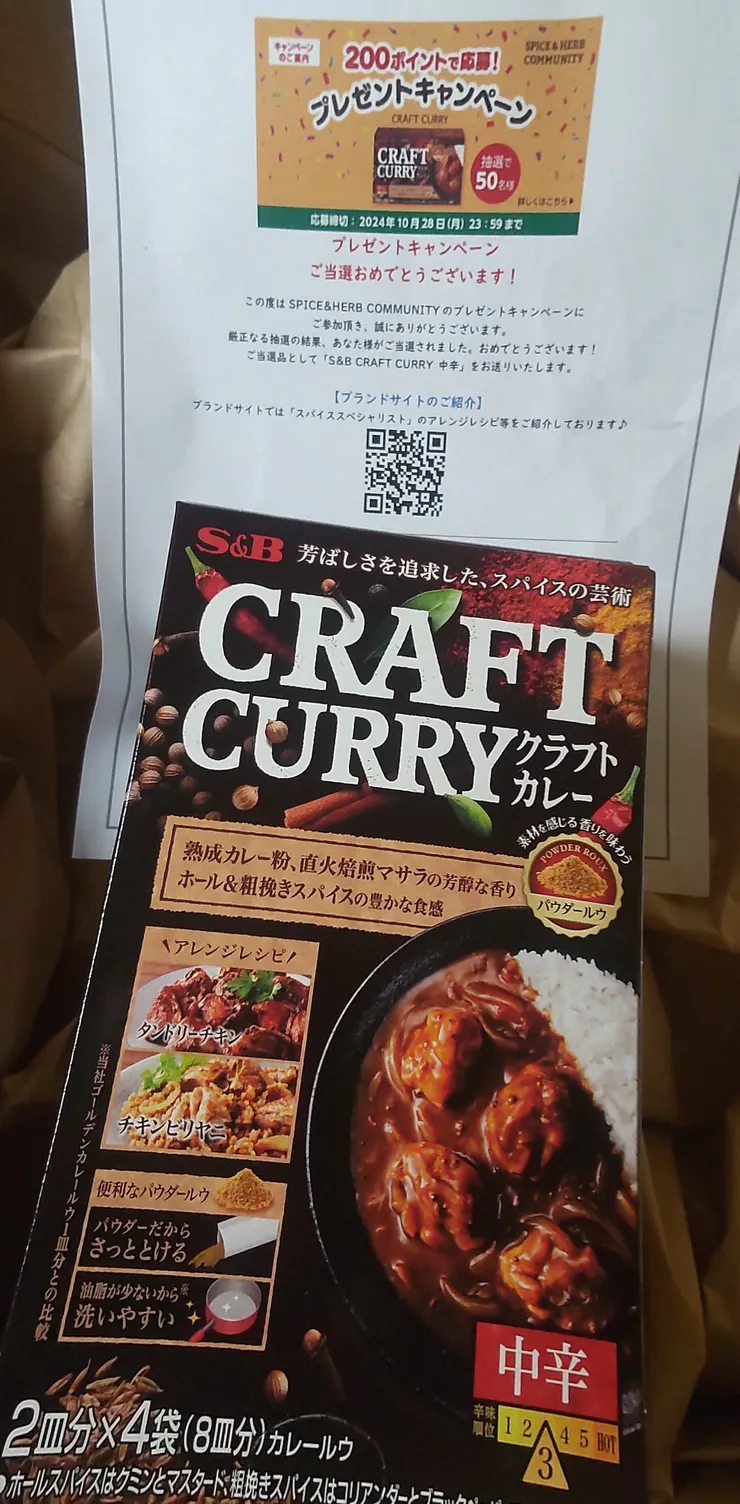 キャンペーン
のご案内
200ポイントで応募!
SPICE & HERB
COMMUNITY
プレゼントキャンペーン
CRAFT CURRY
CRAFT
CURRY
抽選で
50名様
詳しくはこちら▶
応募締切:2024年10月28日(月) 23:59まで
プレゼントキャンペーン
ご当選おめでとうございます!
この度は SPICE&HERB COMMUNITY のプレゼントキャンペーンに
ご参加頂き、誠にありがとうございます。
厳正なる抽選の結果、あなた様がご当選されました。おめでとうございます!
ご当選品として「S&B CRAFT CURRY 中辛」をお送りいたします。
【ブランドサイトのご紹介】
ブランドサイトでは「スパイススペシャリスト」のアレンジレシピ等をご紹介しております♪
S&B 芳ばしさを追求した、スパイスの芸術
CRAFT
CURRY
クラフト
カレー
素材を感じる 香りを味わう
POWDER ROUX
パウダールウ
熟成カレー粉、直火焙煎マサラの芳醇な香り
ホール&粗挽きスパイスの豊かな食感
\アレンジレシピ/
タンドリーチキン
チキンビリヤニ
便利なパウダールウ
パウダーだから
さっととける
油脂が少ないから※
洗いやすい
※当社ゴールデンカレールウ一皿分との比較
中辛
辛味
順位
1 2 3 4 5 HOT
2皿分×4袋(8皿分)カレールウ
●ホールスパイスはクミンとマスタード、粗挽きスパイスはコリアンダーとブラック